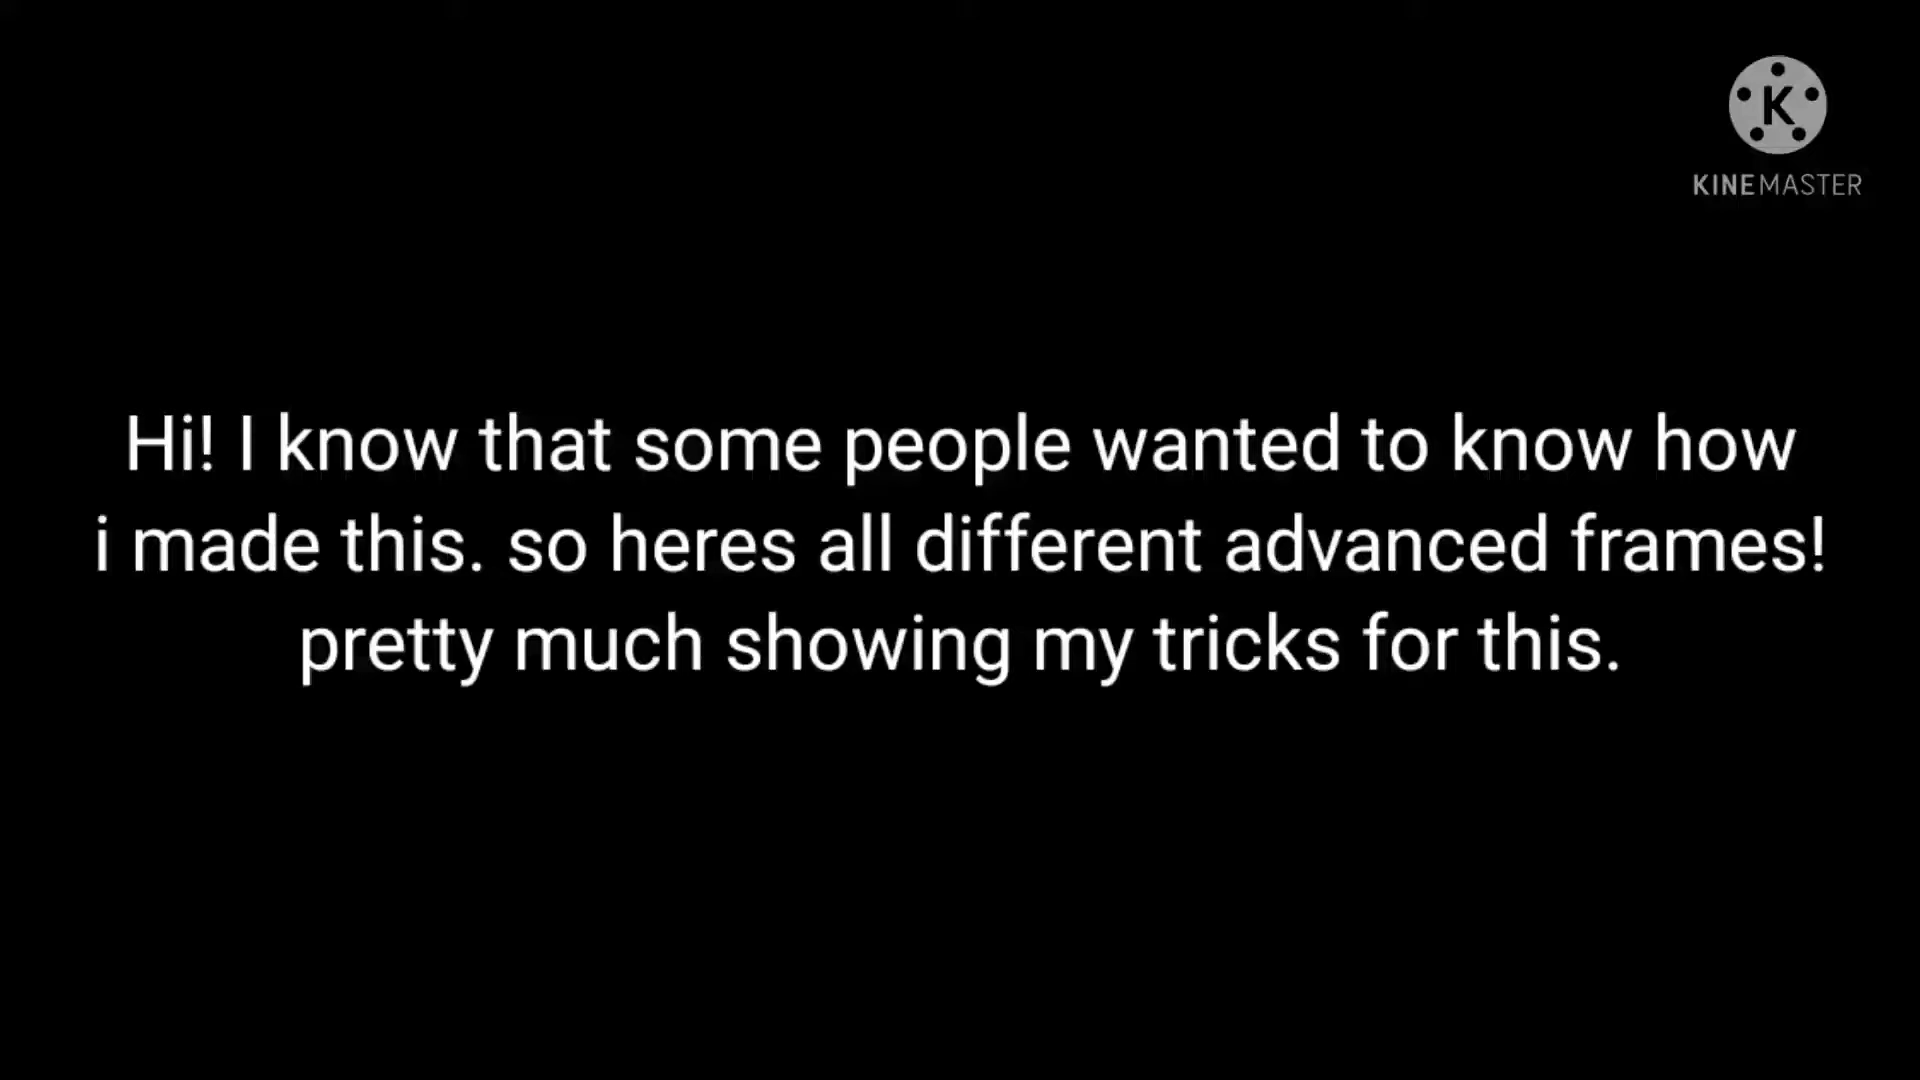 K
KINEMASTER
Hi! I know that some people wanted to know how
i made this. so heres all different advanced frames!
pretty much showing my tricks for this.